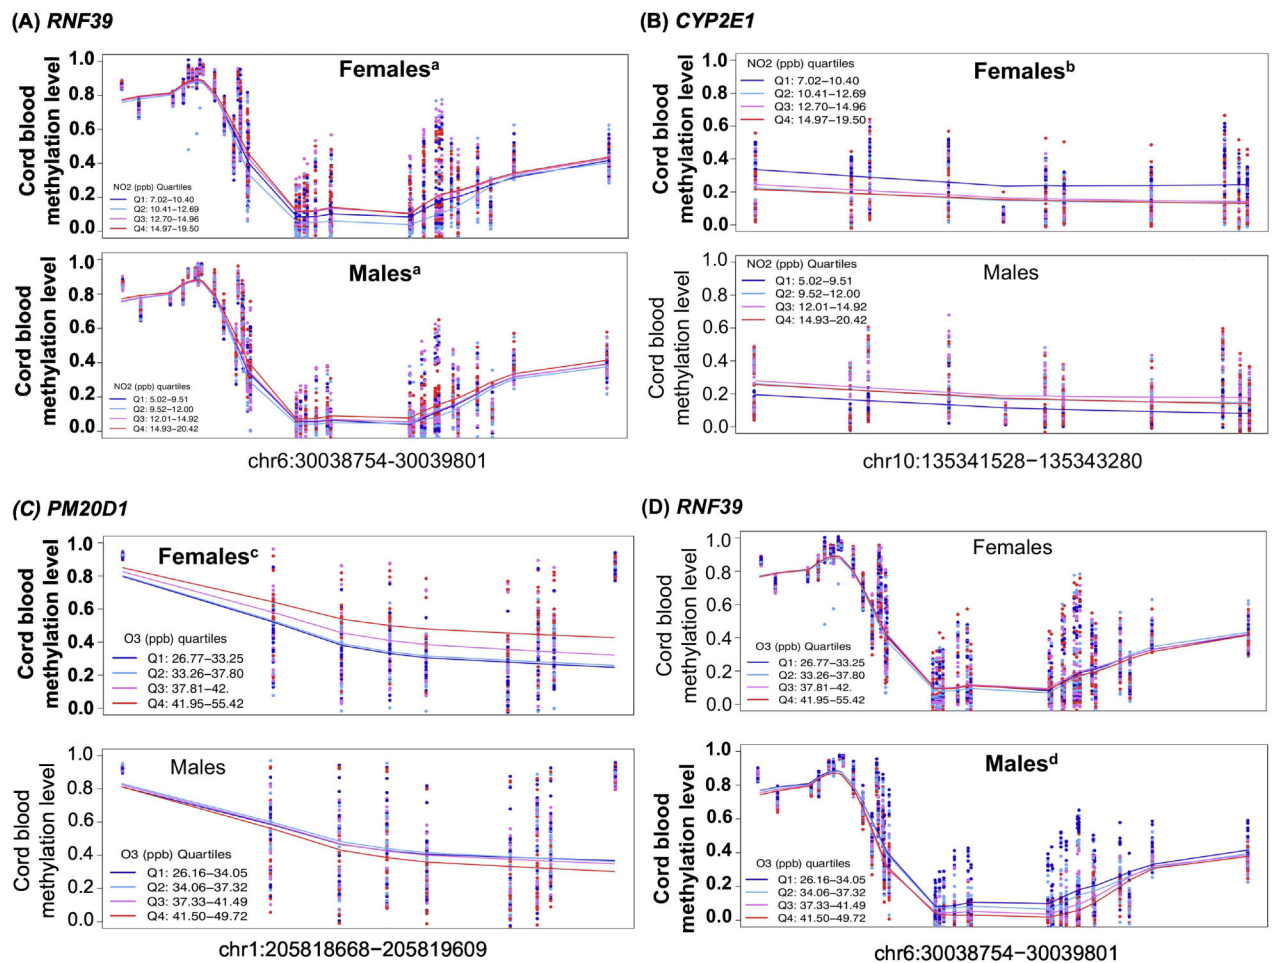 (A) RNF39
1.0
0.8
0.6
0.4
0.2
0.0
Cord blood
methylation level
Femalesᵃ
NO2 (ppb) Quartiles
Q1: 7.02−10.40
Q2: 10.41−12.69
Q3: 12.70−14.96
Q4: 14.97−19.50
1.0
0.8
0.6
0.4
0.2
0.0
Cord blood
methylation level
Malesᵃ
NO2 (ppb) quartiles
Q1: 5.02−9.51
Q2: 9.52−12.00
Q3: 12.01−14.92
Q4: 14.93−20.42
chr6:30038754-30039801
(B) CYP2E1
1.0
0.8
0.6
0.4
0.2
0.0
Cord blood
methylation level
NO2 (ppb) quartiles
Q1: 7.02−10.40
Q2: 10.41−12.69
Q3: 12.70−14.96
Q4: 14.97−19.50
Femalesᵇ
1.0
0.8
0.6
0.4
0.2
0.0
Cord blood
methylation level
NO2 (ppb) Quartiles
Q1: 5.02−9.51
Q2: 9.52−12.00
Q3: 12.01−14.92
Q4: 14.93−20.42
Males
chr10:135341528−135343280
(C) PM20D1
1.0
0.8
0.6
0.4
0.2
0.0
Cord blood
methylation level
Femalesᶜ
O3 (ppb) quartiles
Q1: 26.77−33.25
Q2: 33.26−37.80
Q3: 37.81−42.
Q4: 41.95−55.42
1.0
0.8
0.6
0.4
0.2
0.0
Cord blood
methylation level
Males
O3 (ppb) Quartiles
Q1: 26.16−34.05
Q2: 34.06−37.32
Q3: 37.33−41.49
Q4: 41.50−49.72
chr1:205818668−205819609
(D) RNF39
1.0
0.8
0.6
0.4
0.2
0.0
Cord blood
methylation level
Females
O3 (ppb) quartiles
Q1: 26.77−33.25
Q2: 33.26−37.80
Q3: 37.81−42.
Q4: 41.95−55.42
1.0
0.8
0.6
0.4
0.2
0.0
Cord blood
methylation level
Malesᵈ
O3 (ppb) quartiles
Q1: 26.16−34.05
Q2: 34.06−37.32
Q3: 37.33−41.49
Q4: 41.50−49.72
chr6:30038754−30039801